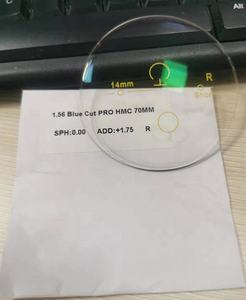 14mm R
1.56 Blue Cut PRO HMC 70MM
SPH:0.00 ADD:+1.75 R